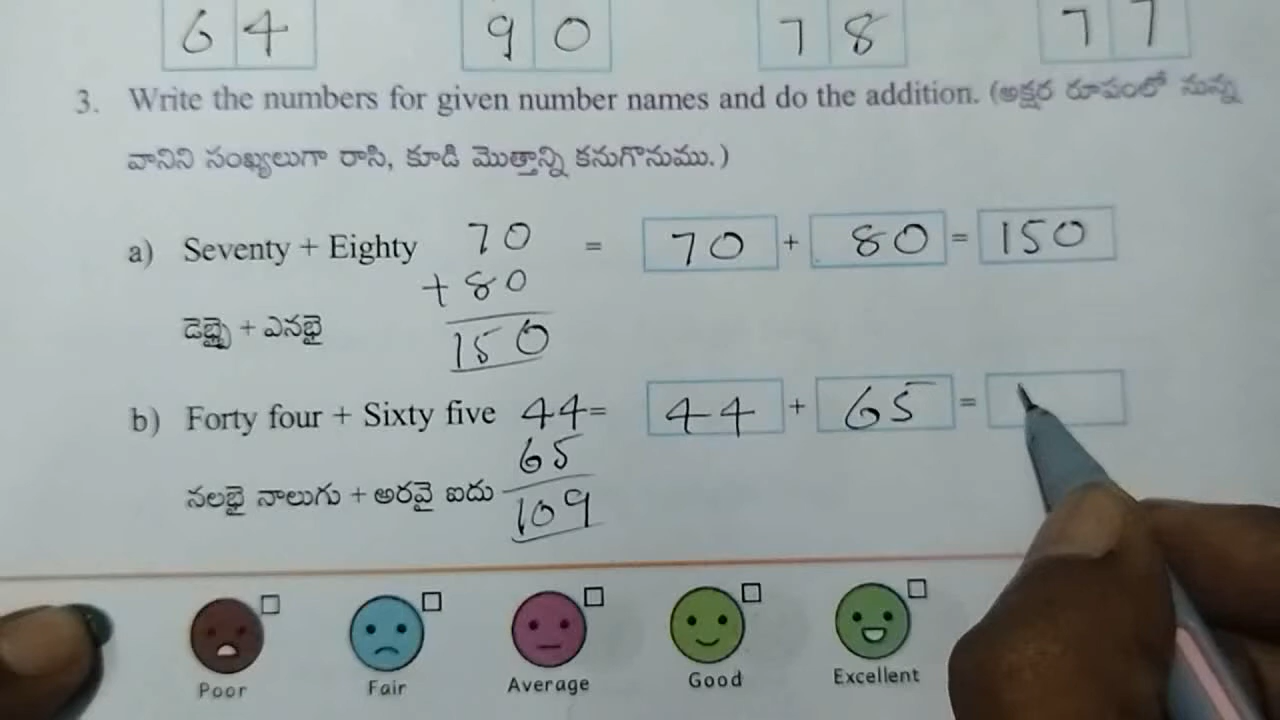 64 90 78 77
3. Write the numbers for given number names and do the addition. (అక్షర రూపంలో నున్న
వానిని సంఖ్యలుగా రాసి, కూడి మొత్తాన్ని కనుగొనుము.)
a) Seventy + Eighty 70 = 70 + 80 = 150
+ 80
డెబ్భై + ఎనభై 150
b) Forty four + Sixty five 44 = 44 + 65 =
65
నలభై నాలుగు + అరవై ఐదు 109
Poor Fair Average Good Excellent